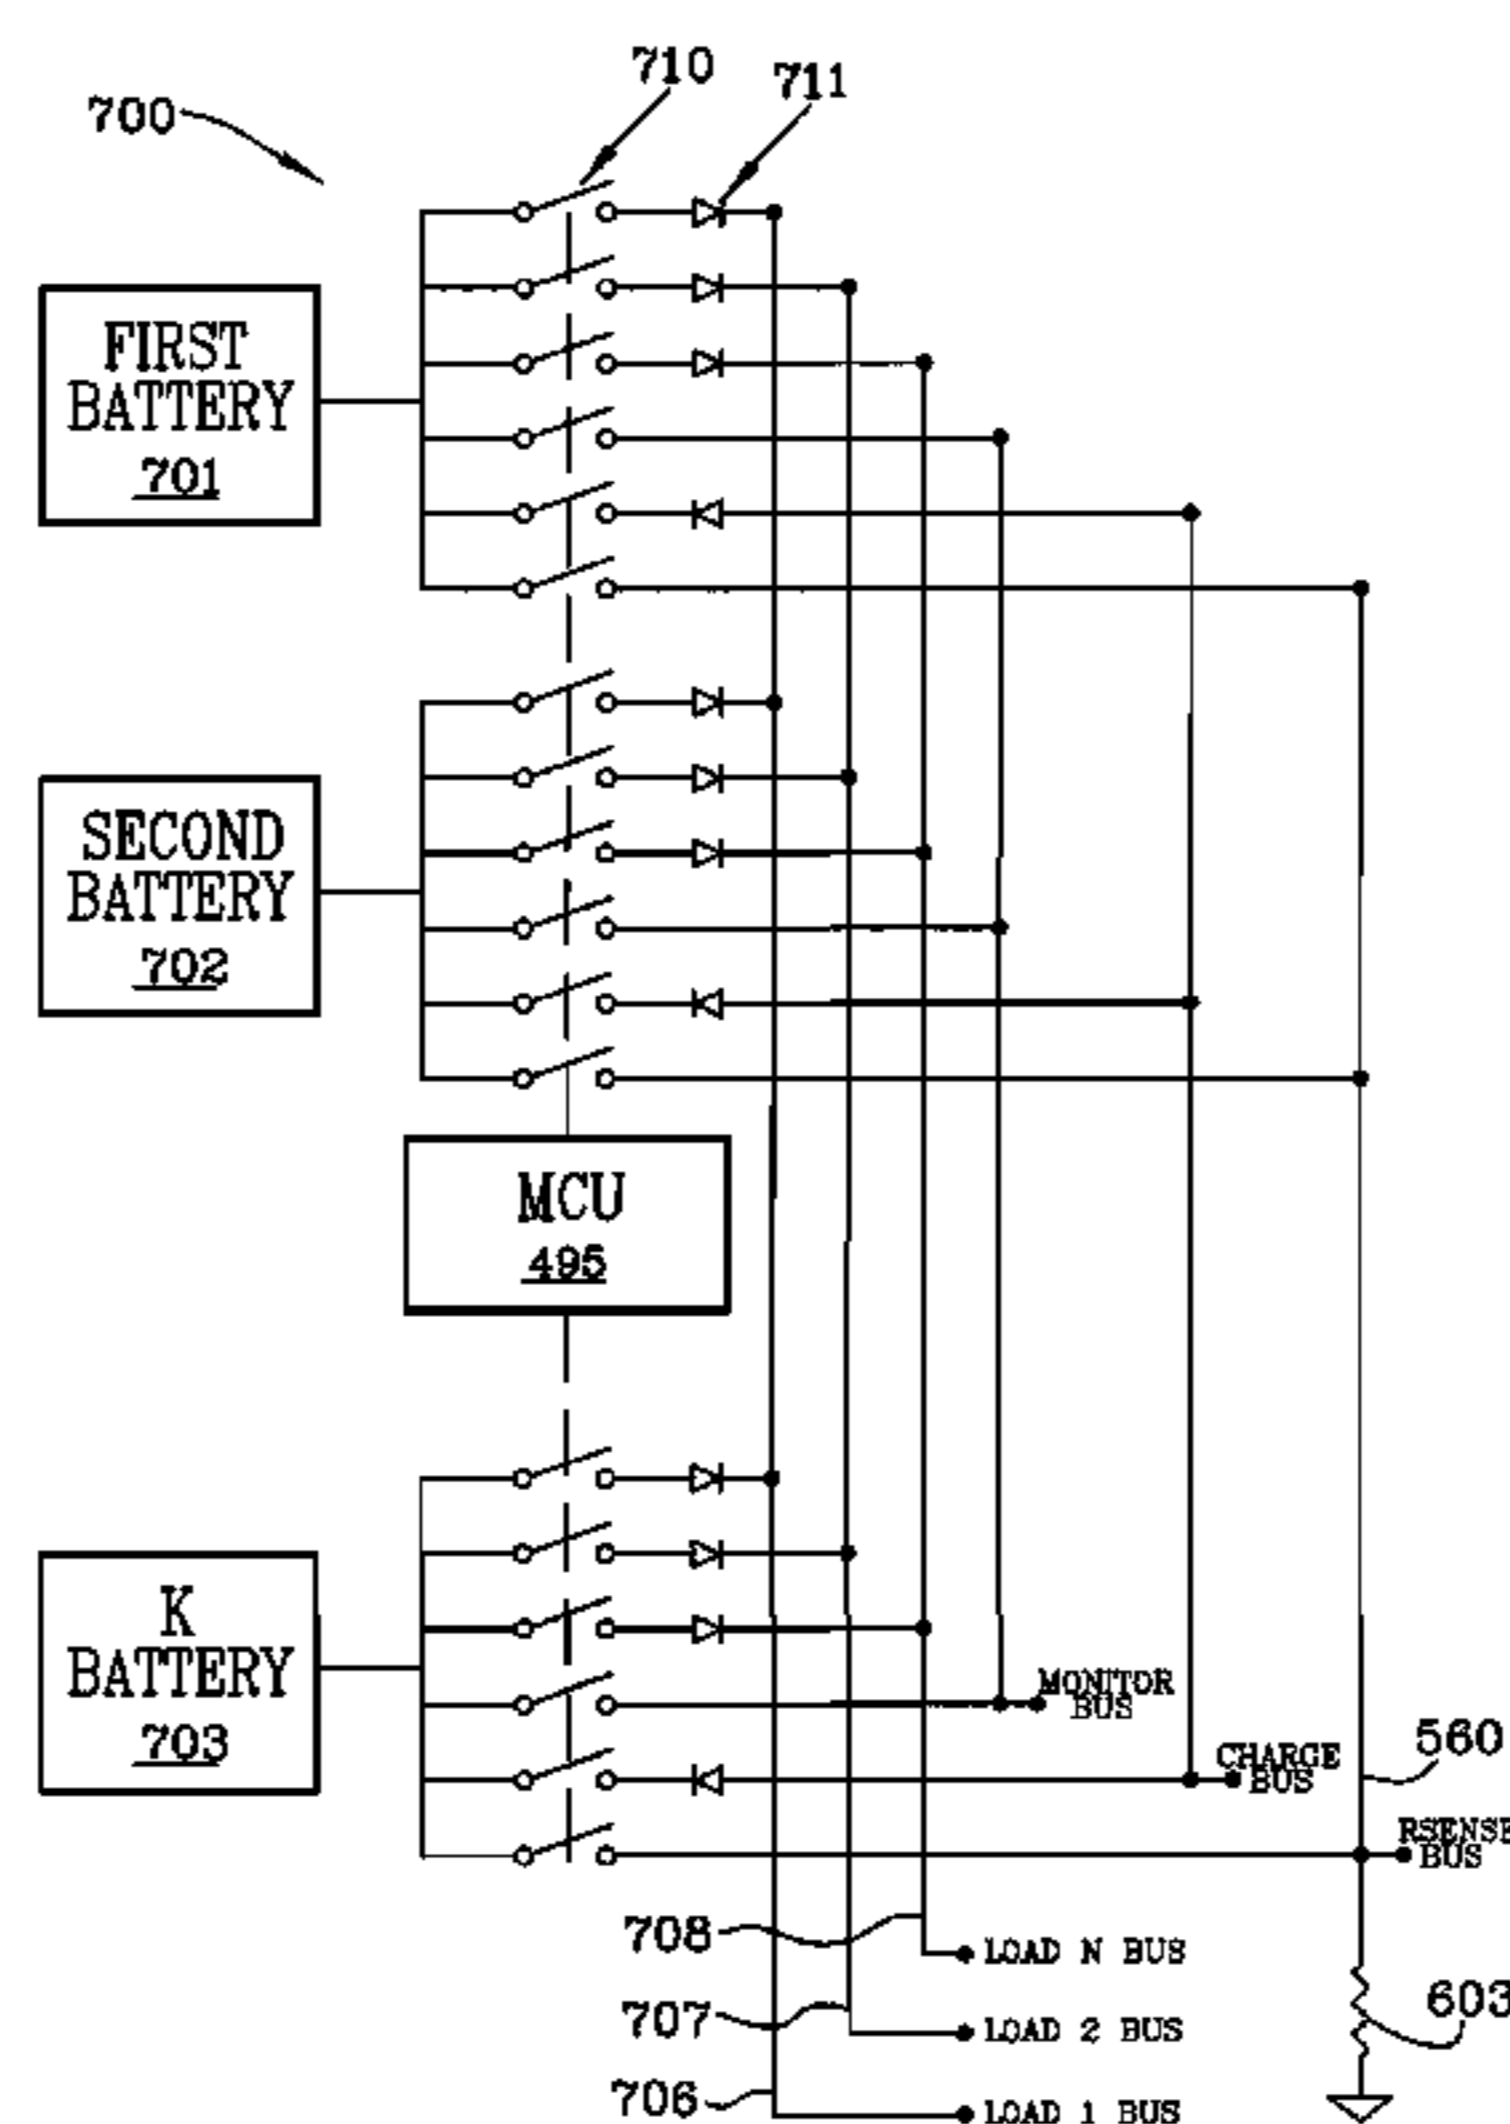 710
711
700
FIRST
BATTERY
701
SECOND
BATTERY
702
MCU
495
K
BATTERY
703
MONITOR
BUS
CHARGE
BUS
560
RSENSE
BUS
708
LOAD N BUS
707
LOAD 2 BUS
603
706
LOAD 1 BUS